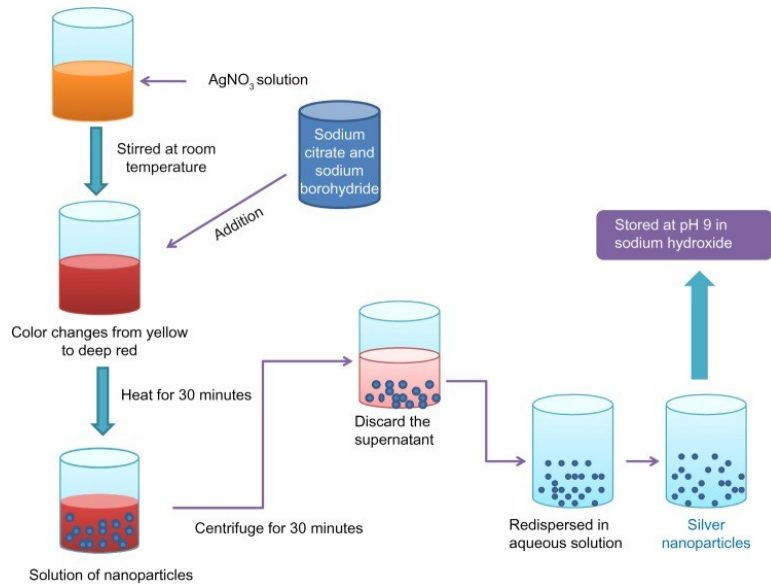 AgNO₃ solution
Stirred at room
temperature
Sodium
citrate and
sodium
borohydride
Addition
Color changes from yellow
to deep red
Heat for 30 minutes
Solution of nanoparticles
Centrifuge for 30 minutes
Discard the
supernatant
Redispersed in
aqueous solution
Silver
nanoparticles
Stored at pH 9 in
sodium hydroxide